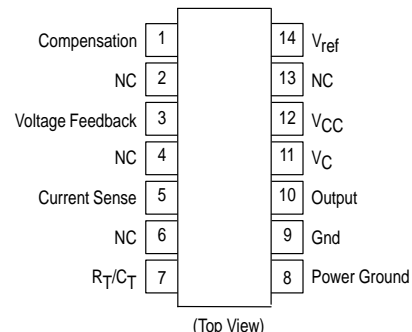 Compensation 1 14 Vref
NC 2 13 NC
Voltage Feedback 3 12 VCC
NC 4 11 VC
Current Sense 5 10 Output
NC 6 9 Gnd
RT/CT 7 8 Power Ground
(Top View)